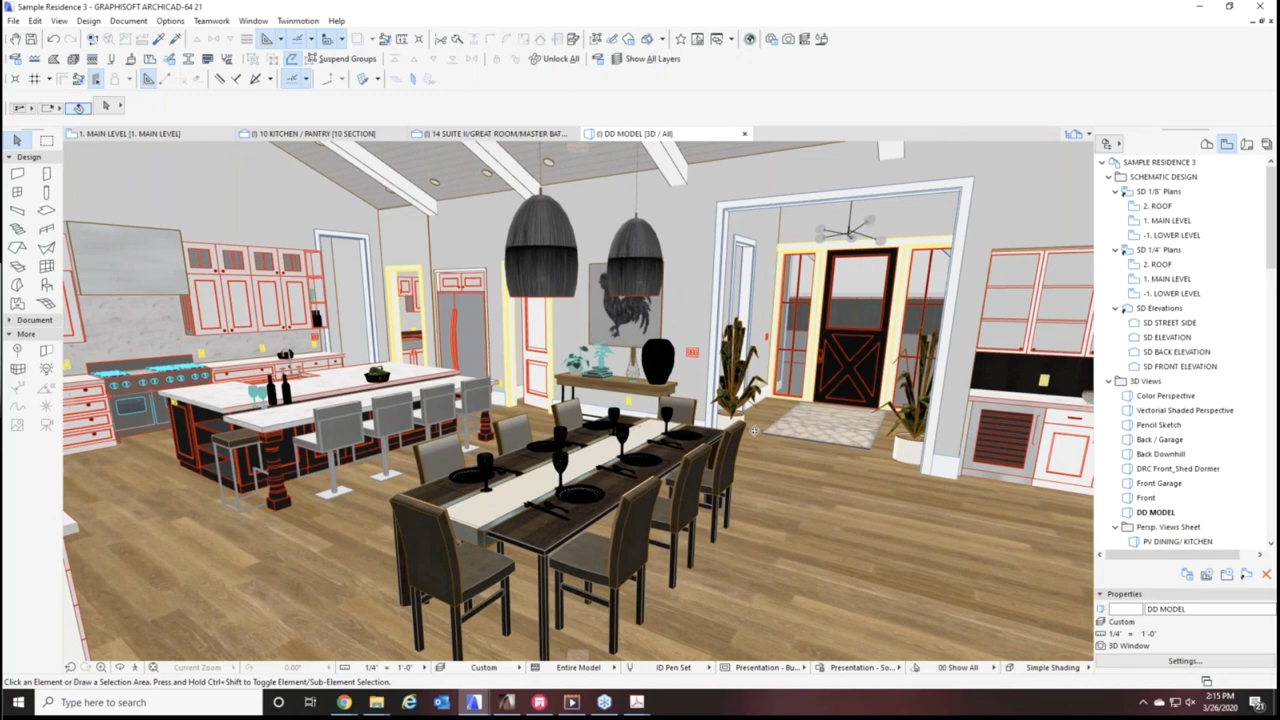 Sample Residence 3 - GRAPHISOFT ARCHICAD-64 21
File Edit View Design Document Options Teamwork Window Twinmotion Help
Suspend Groups
Unlock All
Show All Layers
1. MAIN LEVEL [1. MAIN LEVEL]
(!) 10 KITCHEN / PANTRY [10 SECTION]
(!) 14 SUITE II/GREAT ROOM/MASTER BAT...
(!) DD MODEL [3D / All]
Design
Document
More
SAMPLE RESIDENCE 3
SCHEMATIC DESIGN
SD 1/8" Plans
2. ROOF
1. MAIN LEVEL
-1. LOWER LEVEL
SD 1/4" Plans
2. ROOF
1. MAIN LEVEL
-1. LOWER LEVEL
SD Elevations
SD STREET SIDE
SD ELEVATION
SD BACK ELEVATION
SD FRONT ELEVATION
3D Views
Color Perspective
Vectorial Shaded Perspective
Pencil Sketch
Back / Garage
Back Downhill
DRC Front_Shed Dormer
Front Garage
Front
DD MODEL
Persp. Views Sheet
PV DINING/ KITCHEN
Properties
DD MODEL
Custom
1/4" = 1'-0"
3D Window
Settings...
Current Zoom
0.00°
1/4" = 1'-0"
Custom
Entire Model
ID Pen Set
Presentation - Bu...
Presentation - So...
00 Show All
Simple Shading
Click an Element or Draw a Selection Area. Press and Hold Ctrl+Shift to Toggle Element/Sub-Element Selection.
Type here to search
2:15 PM
3/26/2020
21